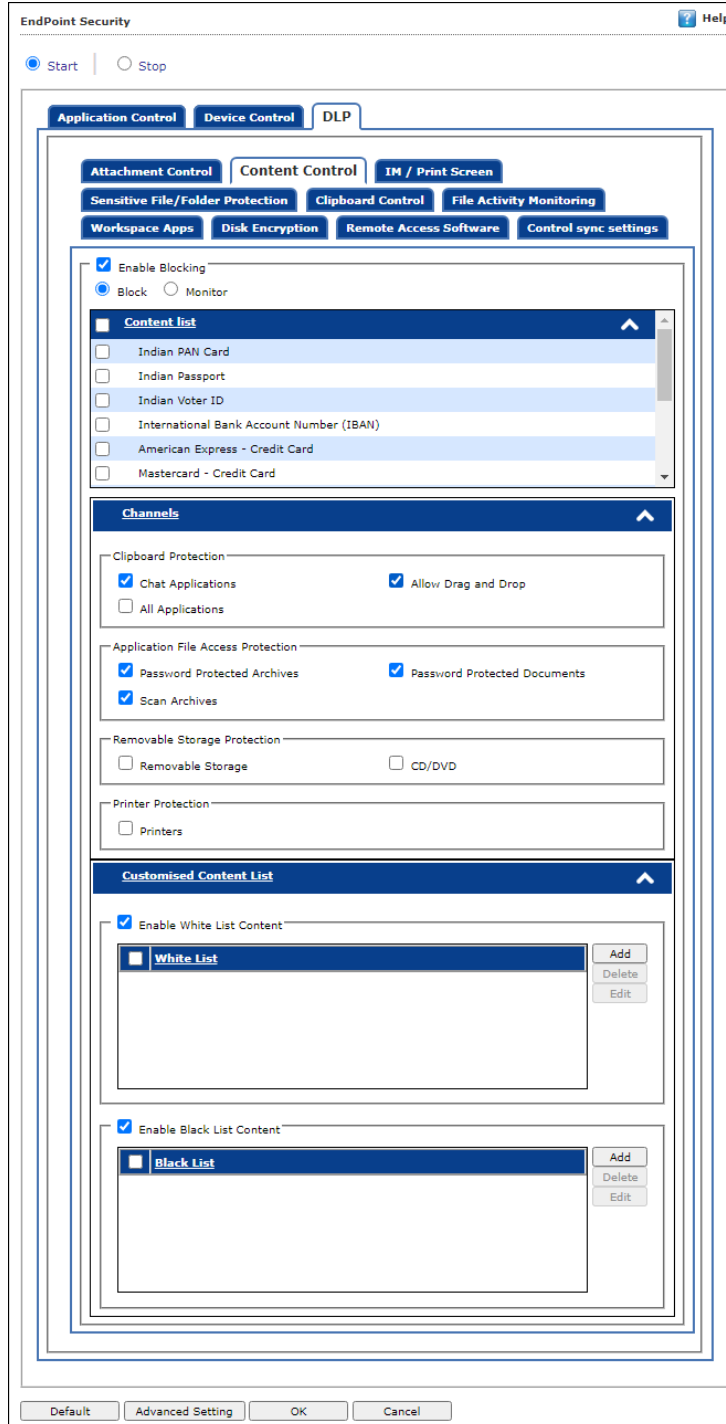 EndPoint Security
Help
Start Stop
Application Control Device Control DLP
Attachment Control Content Control IM / Print Screen
Sensitive File/Folder Protection Clipboard Control File Activity Monitoring
Workspace Apps Disk Encryption Remote Access Software Control sync settings
Enable Blocking
Block Monitor
Content list
Indian PAN Card
Indian Passport
Indian Voter ID
International Bank Account Number (IBAN)
American Express - Credit Card
Mastercard - Credit Card
Channels
Clipboard Protection
Chat Applications Allow Drag and Drop
All Applications
Application File Access Protection
Password Protected Archives Password Protected Documents
Scan Archives
Removable Storage Protection
Removable Storage CD/DVD
Printer Protection
Printers
Customised Content List
Enable White List Content
White List
Add
Delete
Edit
Enable Black List Content
Black List
Add
Delete
Edit
Default Advanced Setting OK Cancel